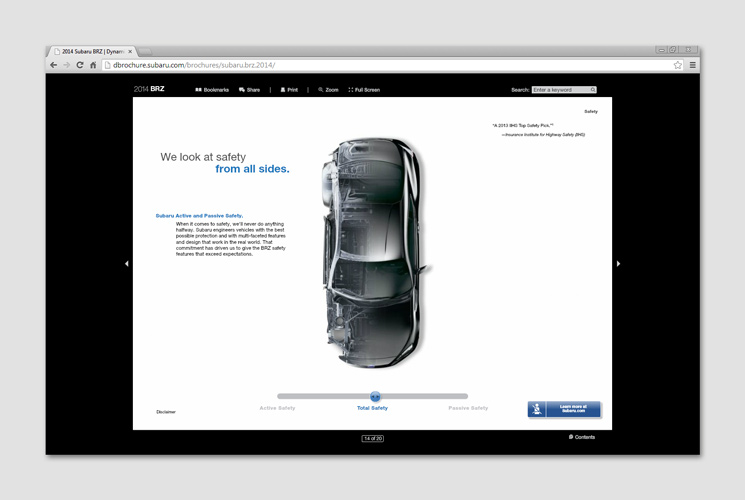 2014 Subaru BRZ | Dynami
dbrochure.subaru.com/brochures/subaru.brz.2014/
2014 BRZ
Bookmarks
Share
Print
Zoom
Full Screen
Search:
Enter a keyword
Safety
"A 2013 IIHS Top Safety Pick."
—Insurance Institute for Highway Safety (IIHS)
We look at safety
from all sides.
Subaru Active and Passive Safety.
When it comes to safety, we'll never do anything
halfway. Subaru engineers vehicles with the best
possible protection and with multi-faceted features
and design that work in the real world. That
commitment has driven us to give the BRZ safety
features that exceed expectations.
Active Safety
Total Safety
Passive Safety
Disclaimer
Learn more at
Subaru.com
14 of 20
Contents